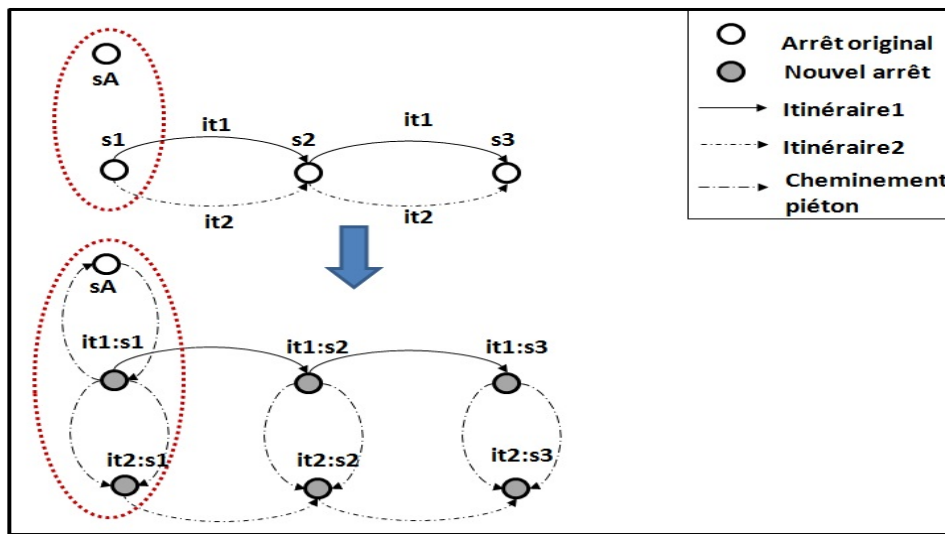 sA
s1
it1
s2
it1
s3
it2
it2
sA
it1:s1
it1:s2
it1:s3
it2:s1
it2:s2
it2:s3
Arrêt original
Nouvel arrêt
Itinéraire1
Itinéraire2
Cheminement
piéton